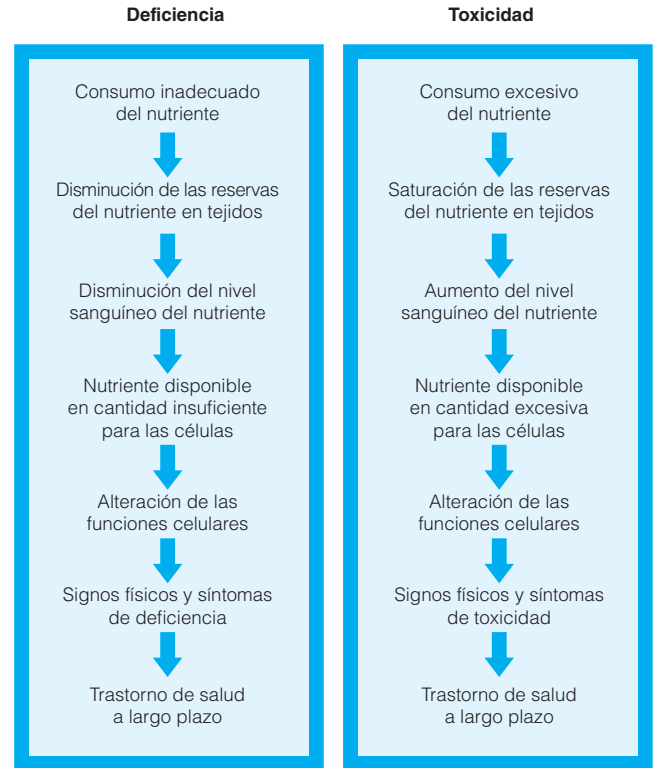 Deficiencia
Consumo inadecuado
del nutriente
Disminución de las reservas
del nutriente en tejidos
Disminución del nivel
sanguíneo del nutriente
Nutriente disponible
en cantidad insuficiente
para las células
Alteración de las
funciones celulares
Signos físicos y síntomas
de deficiencia
Trastorno de salud
a largo plazo
Toxicidad
Consumo excesivo
del nutriente
Saturación de las reservas
del nutriente en tejidos
Aumento del nivel
sanguíneo del nutriente
Nutriente disponible
en cantidad excesiva
para las células
Alteración de las
funciones celulares
Signos físicos y síntomas
de toxicidad
Trastorno de salud
a largo plazo